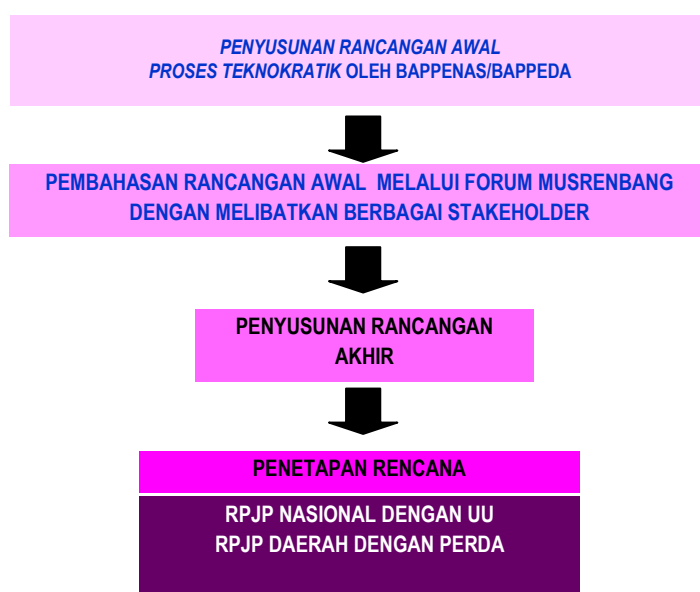 PENYUSUNAN RANCANGAN AWAL
PROSES TEKNOKRATIK OLEH BAPPENAS/BAPPEDA
PEMBAHASAN RANCANGAN AWAL MELALUI FORUM MUSRENBANG
DENGAN MELIBATKAN BERBAGAI STAKEHOLDER
PENYUSUNAN RANCANGAN
AKHIR
PENETAPAN RENCANA
RPJP NASIONAL DENGAN UU
RPJP DAERAH DENGAN PERDA